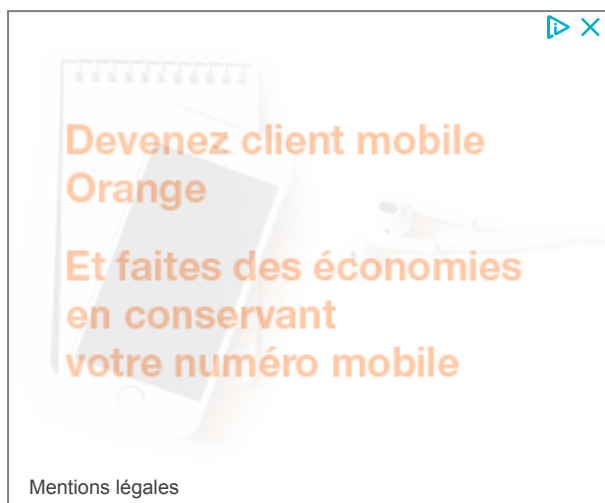 Devenez client mobile
Orange
Et faites des économies
en conservant
votre numéro mobile
Mentions légales